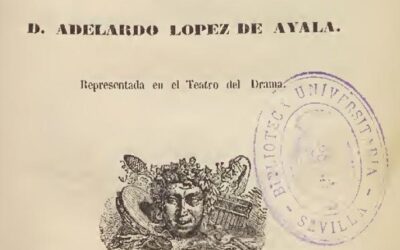 D. ADELARDO LOPEZ DE AYALA.
Representada en el Teatro del Drama.
BIBLIOTECA UNIVERSITARIA
SEVILLA